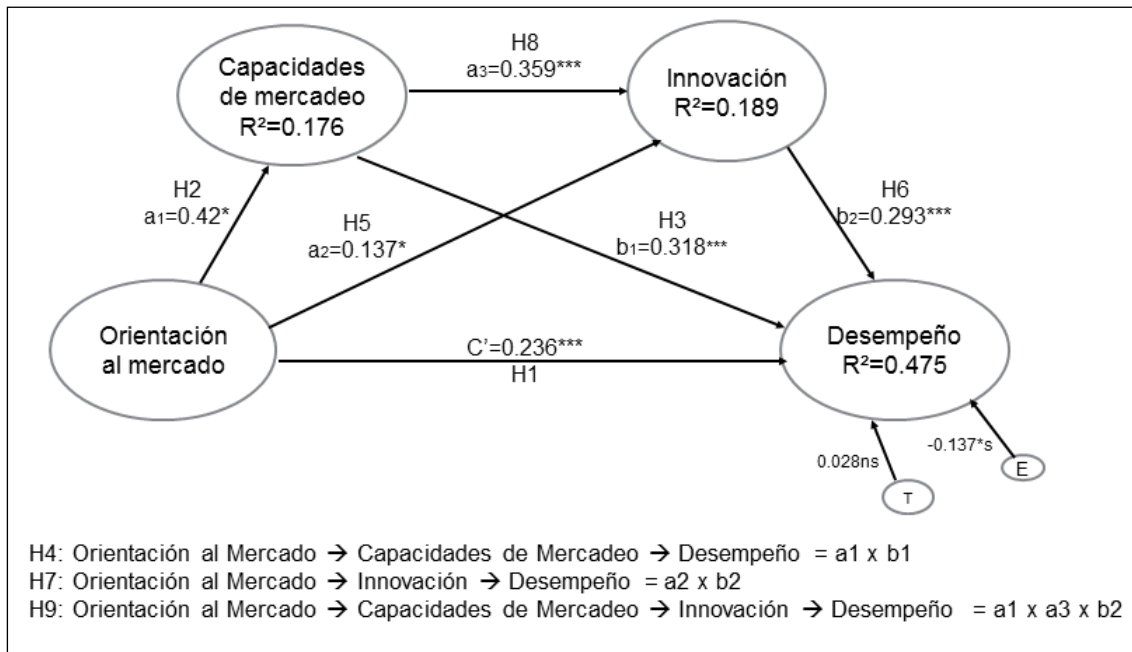 Capacidades
de mercadeo
R²=0.176
H8
a3=0.359***
Innovación
R²=0.189
H2
a1=0.42*
H5
a2=0.137*
H3
b1=0.318***
H6
b2=0.293***
Orientación
al mercado
C’=0.236***
H1
Desempeño
R²=0.475
0.028ns
T
-0.137*s
E
H4: Orientación al Mercado → Capacidades de Mercadeo → Desempeño = a1 x b1
H7: Orientación al Mercado → Innovación → Desempeño = a2 x b2
H9: Orientación al Mercado → Capacidades de Mercadeo → Innovación → Desempeño = a1 x a3 x b2